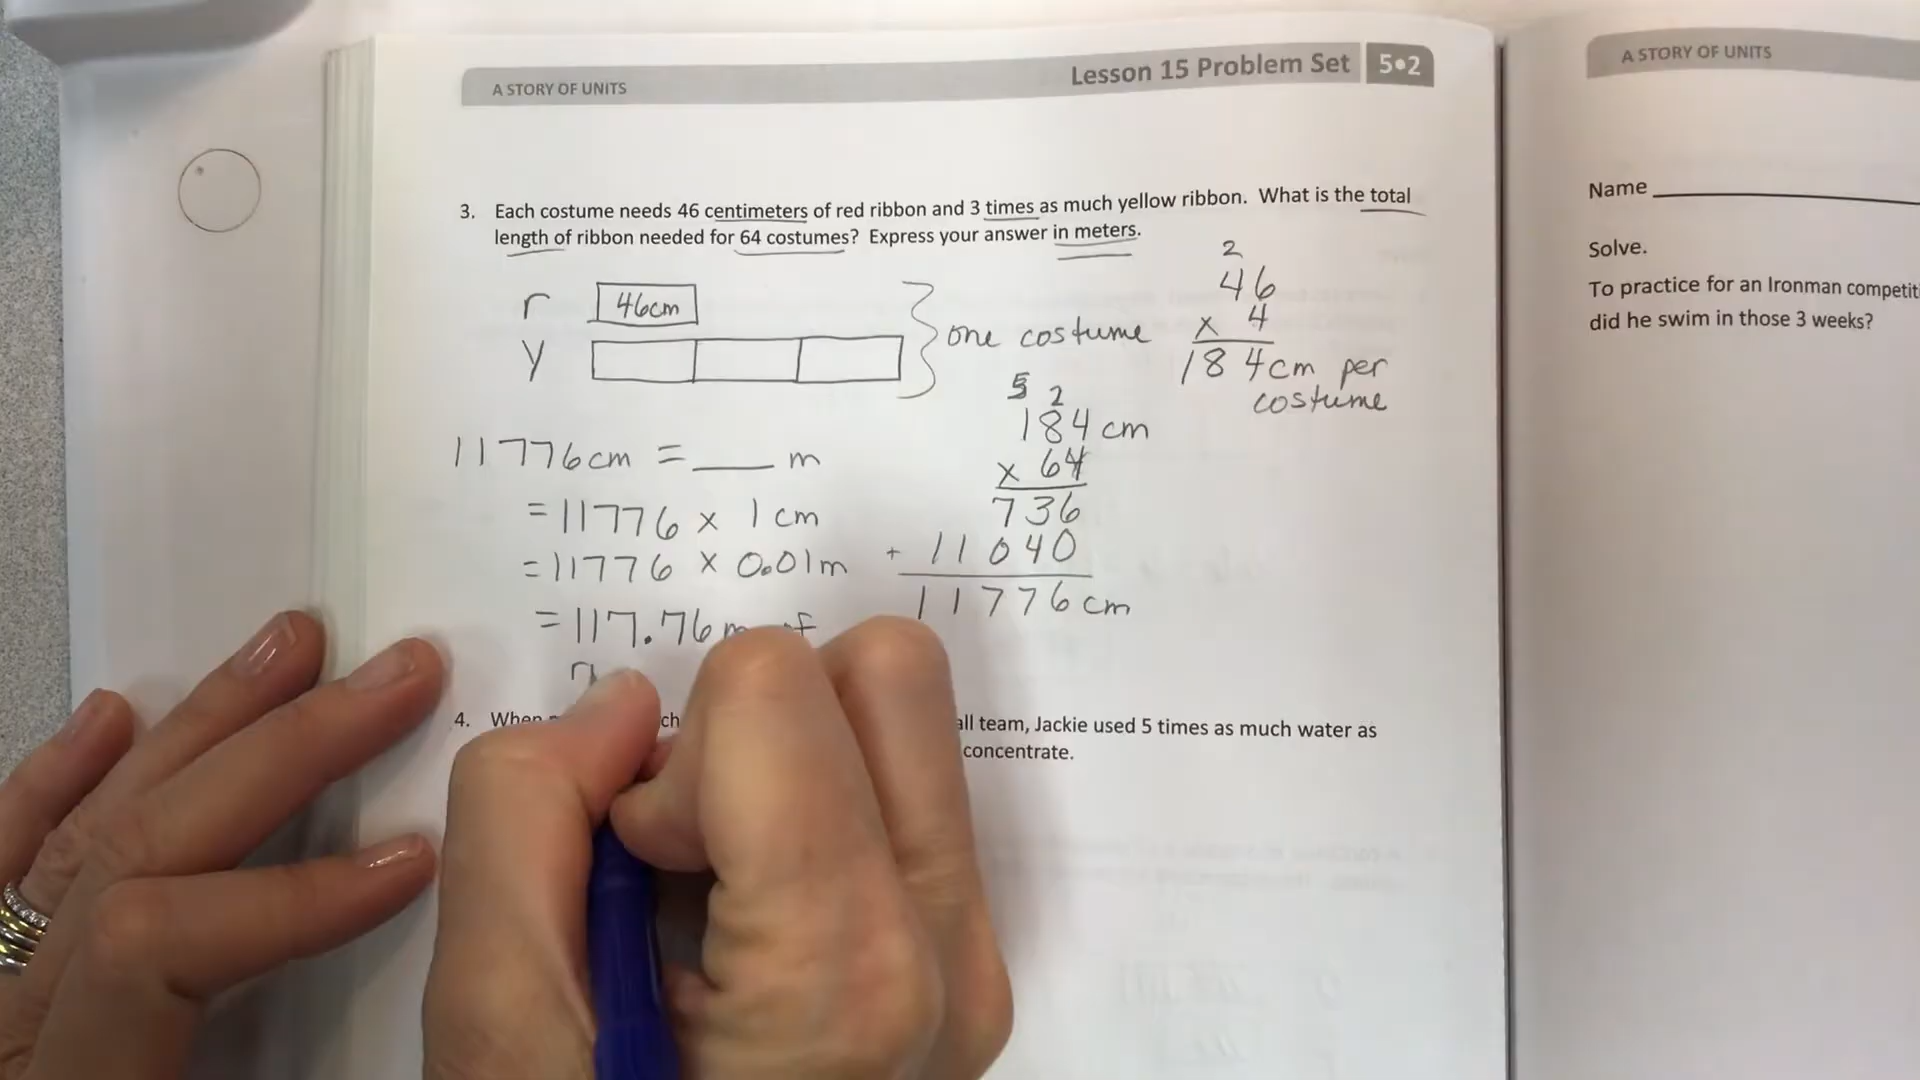 A STORY OF UNITS
Lesson 15 Problem Set 5•2
3. Each costume needs 46 centimeters of red ribbon and 3 times as much yellow ribbon. What is the total
length of ribbon needed for 64 costumes? Express your answer in meters.
r 46cm
y
one costume
2
46
x 4
184cm per
costume
5 2
184 cm
x 64
736
+ 11040
11776 cm
11776cm = ___ m
= 11776 x 1 cm
= 11776 x 0.01m
= 117.76
4. When
all team, Jackie used 5 times as much water as
concentrate.
A STORY OF UNITS
Name
Solve.
To practice for an Ironman
did he swim in those 3 weeks?